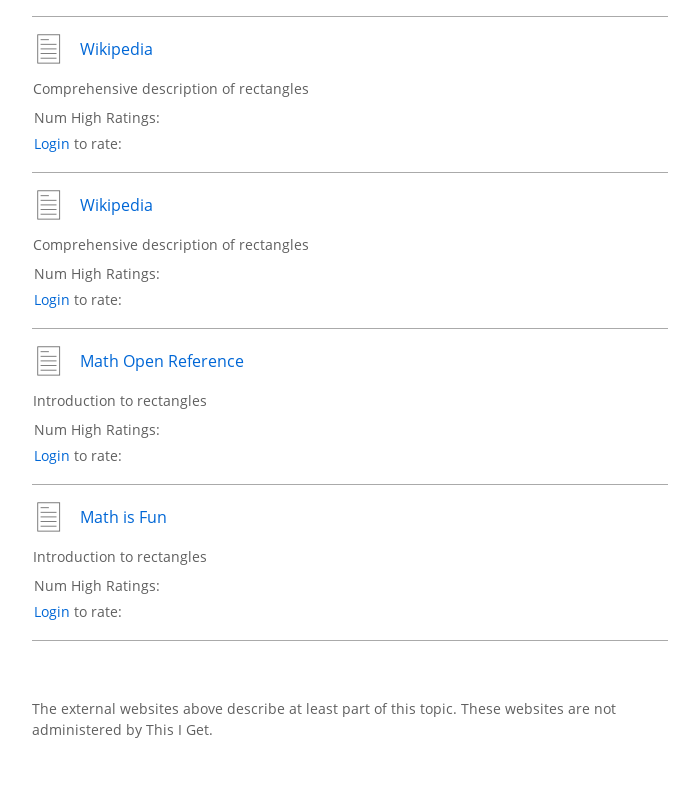 Wikipedia
Comprehensive description of rectangles
Num High Ratings:
Login to rate:
Wikipedia
Comprehensive description of rectangles
Num High Ratings:
Login to rate:
Math Open Reference
Introduction to rectangles
Num High Ratings:
Login to rate:
Math is Fun
Introduction to rectangles
Num High Ratings:
Login to rate:
The external websites above describe at least part of this topic. These websites are not
administered by This I Get.